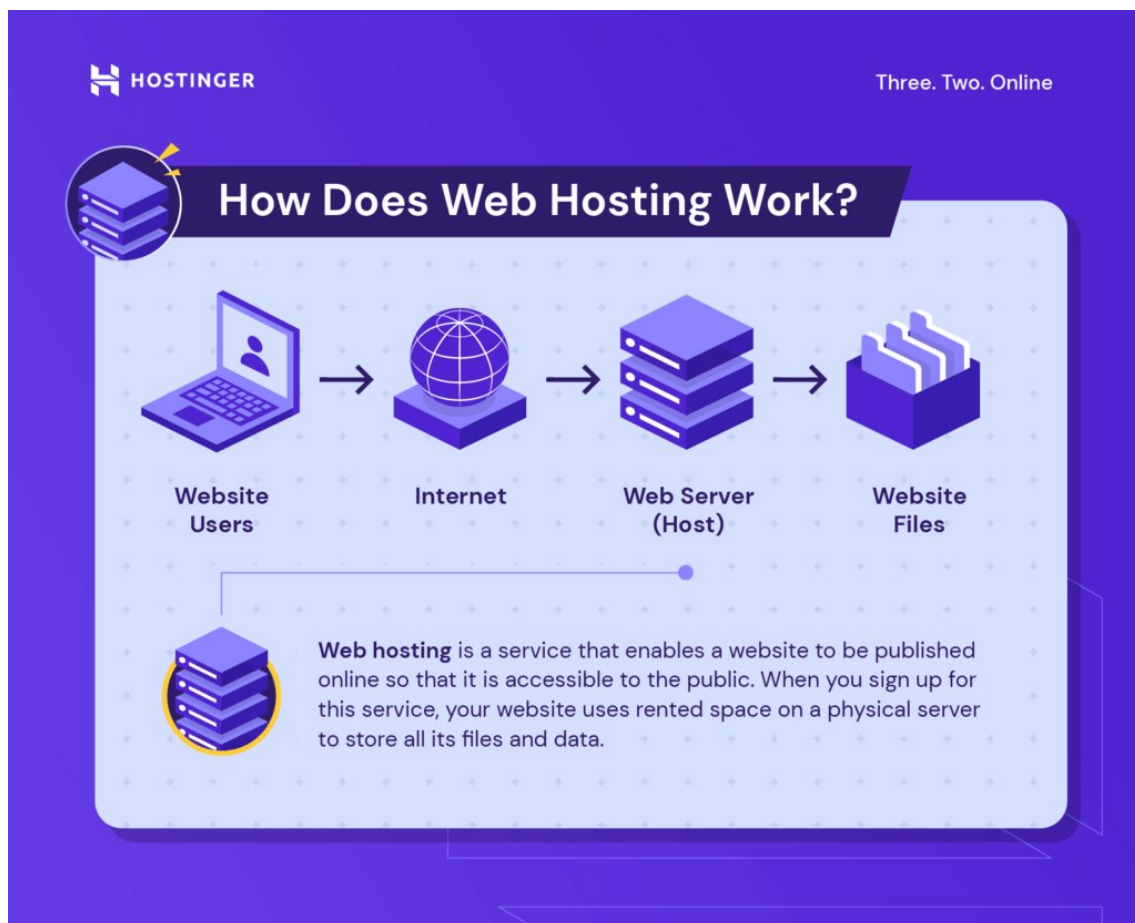 HOSTINGER
Three. Two. Online
How Does Web Hosting Work?
Website
Users
Internet
Web Server
(Host)
Website
Files
Web hosting is a service that enables a website to be published
online so that it is accessible to the public. When you sign up for
this service, your website uses rented space on a physical server
to store all its files and data.